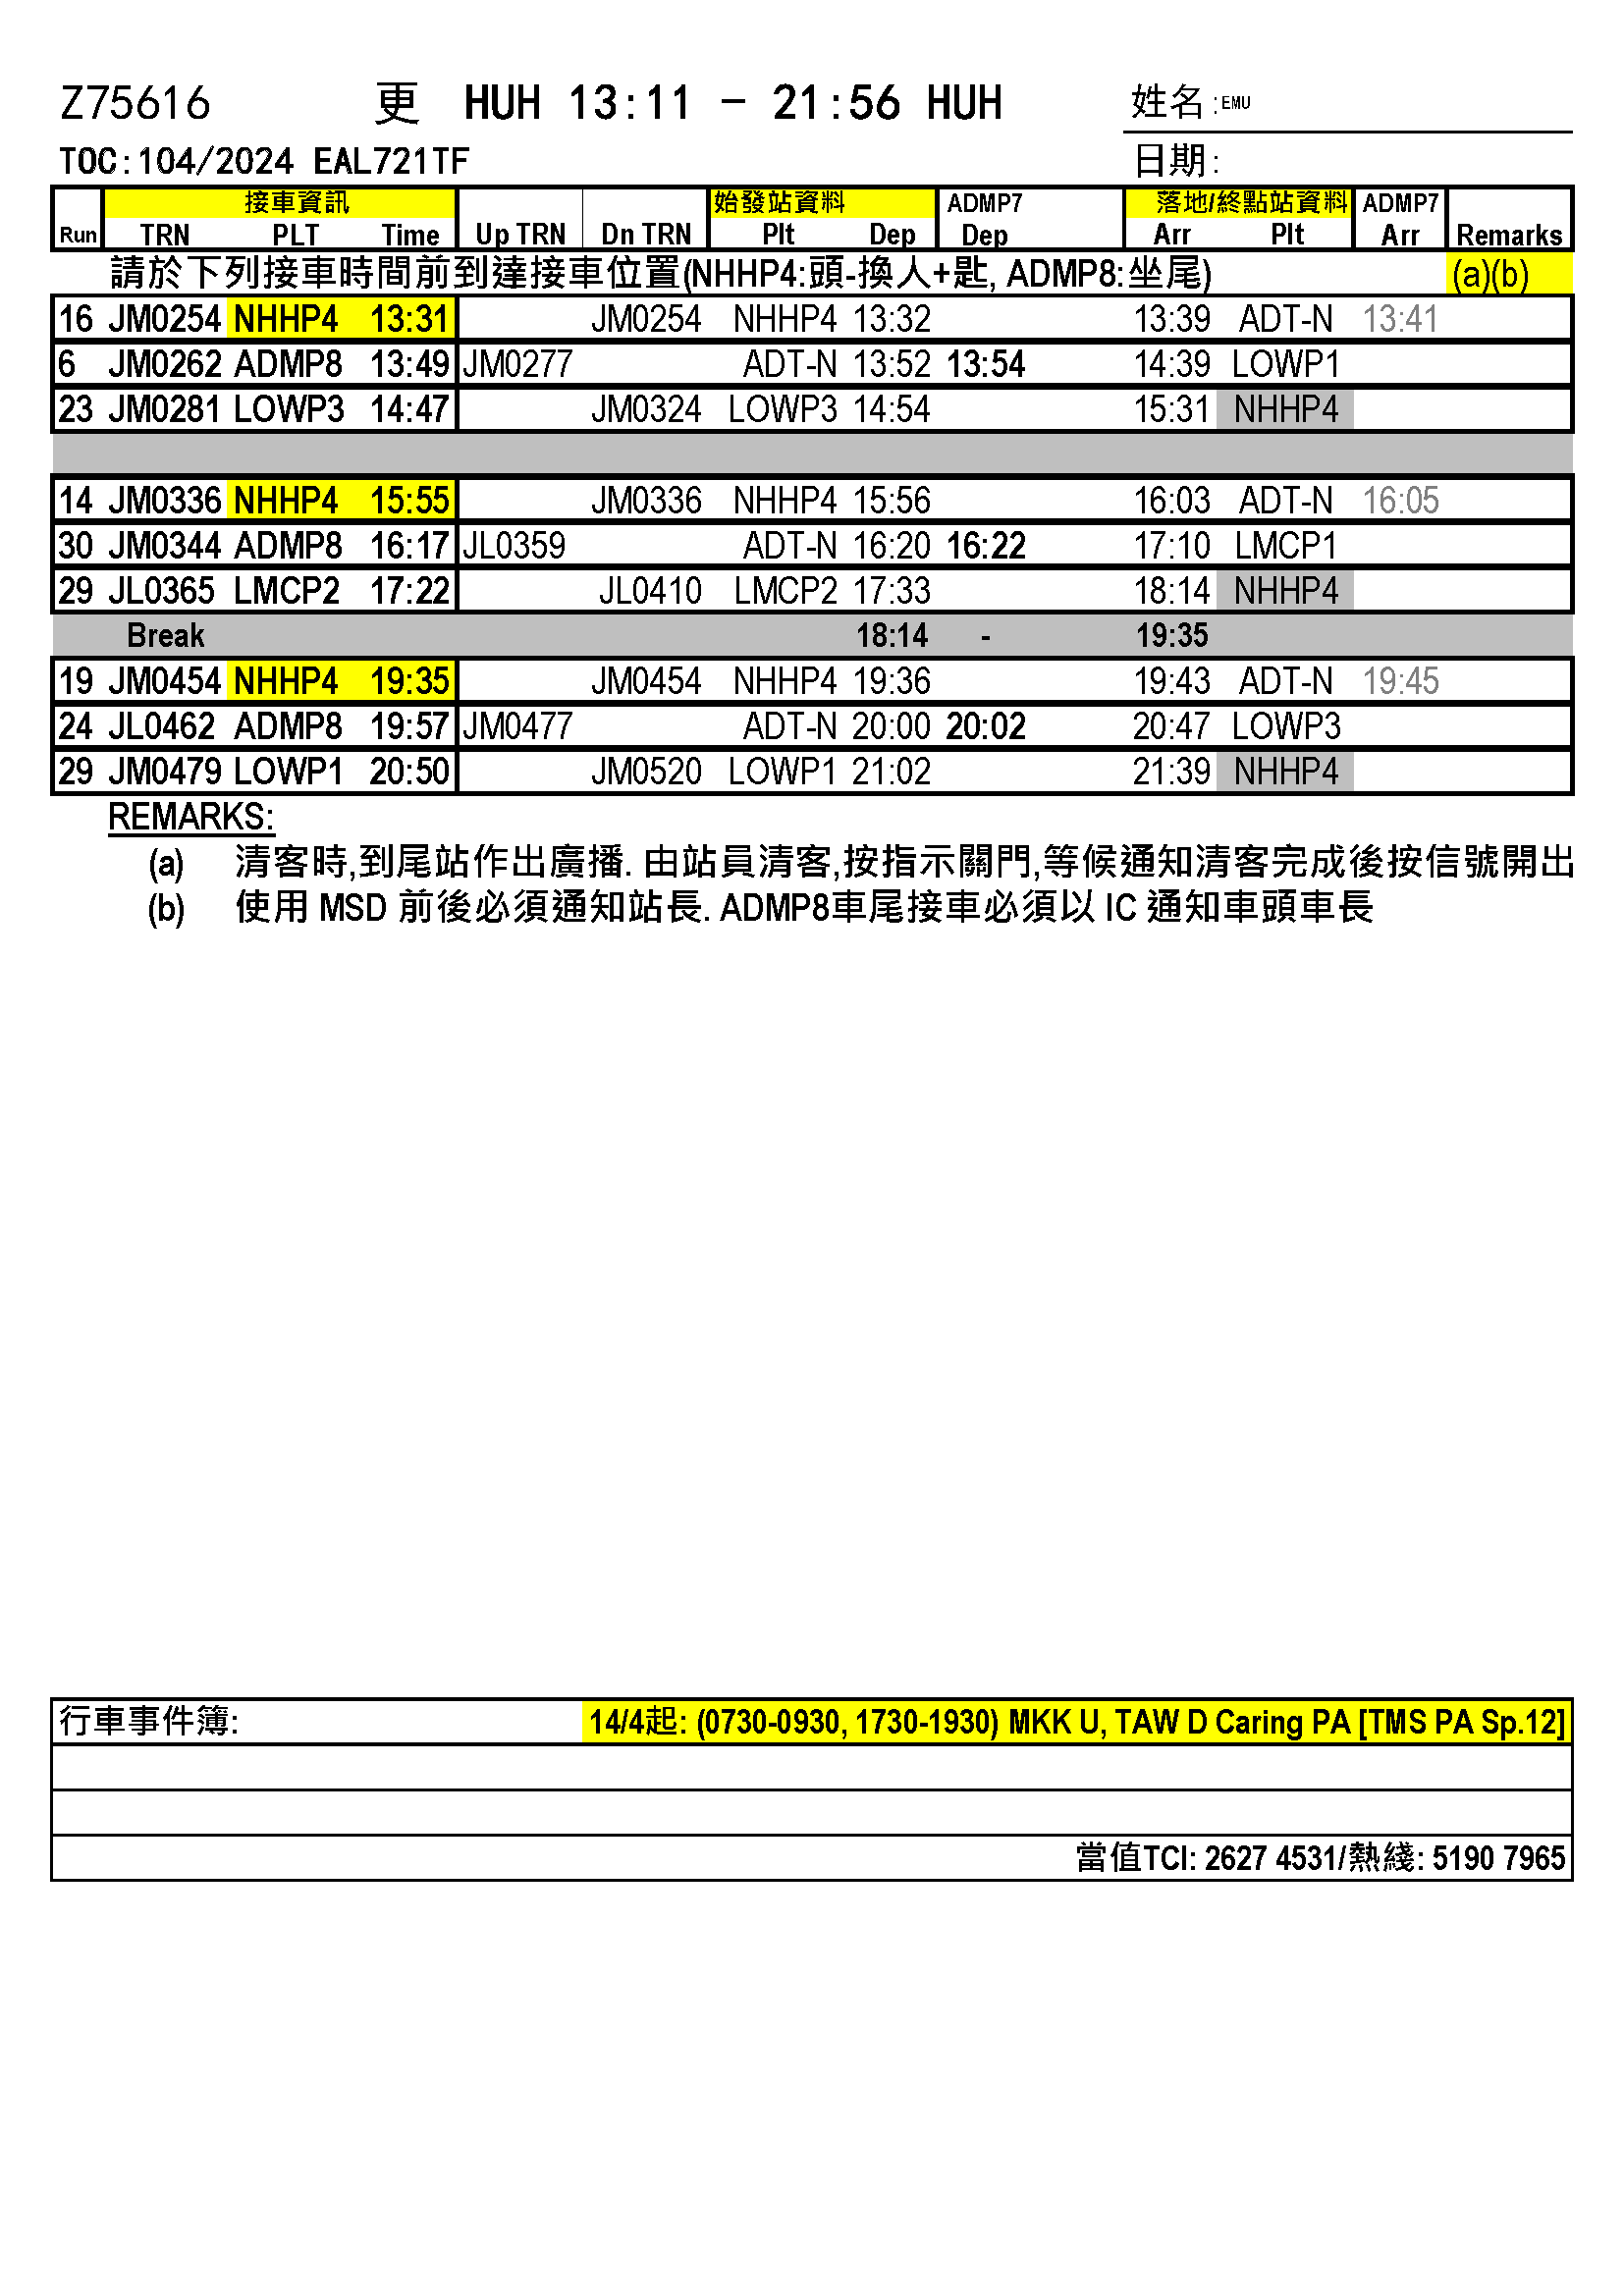 Z75616 更 HUH 13:11 - 21:56 HUH 姓名:EMU
TOC:104/2024 EAL721TF 日期:
接車資訊 始發站資料 ADMP7 落地/終點站資料 ADMP7
Run TRN PLT Time Up TRN Dn TRN Plt Dep Dep Arr Plt Arr Remarks
請於下列接車時間前到達接車位置(NHHP4:頭-換人+匙, ADMP8:坐尾) (a)(b)
16 JM0254 NHHP4 13:31 JM0254 NHHP4 13:32 13:39 ADT-N 13:41
6 JM0262 ADMP8 13:49 JM0277 ADT-N 13:52 13:54 14:39 LOWP1
23 JM0281 LOWP3 14:47 JM0324 LOWP3 14:54 15:31 NHHP4
14 JM0336 NHHP4 15:55 JM0336 NHHP4 15:56 16:03 ADT-N 16:05
30 JM0344 ADMP8 16:17 JL0359 ADT-N 16:20 16:22 17:10 LMCP1
29 JL0365 LMCP2 17:22 JL0410 LMCP2 17:33 18:14 NHHP4
Break 18:14 - 19:35
19 JM0454 NHHP4 19:35 JM0454 NHHP4 19:36 19:43 ADT-N 19:45
24 JL0462 ADMP8 19:57 JM0477 ADT-N 20:00 20:02 20:47 LOWP3
29 JM0479 LOWP1 20:50 JM0520 LOWP1 21:02 21:39 NHHP4
REMARKS:
(a) 清客時,到尾站作出廣播. 由站員清客,按指示關門,等候通知清客完成後按信號開出
(b) 使用 MSD 前後必須通知站長. ADMP8車尾接車必須以 IC 通知車頭車長
行車事件簿: 14/4起: (0730-0930, 1730-1930) MKK U, TAW D Caring PA [TMS PA Sp.12]
當值TCI: 2627 4531/熱綫: 5190 7965